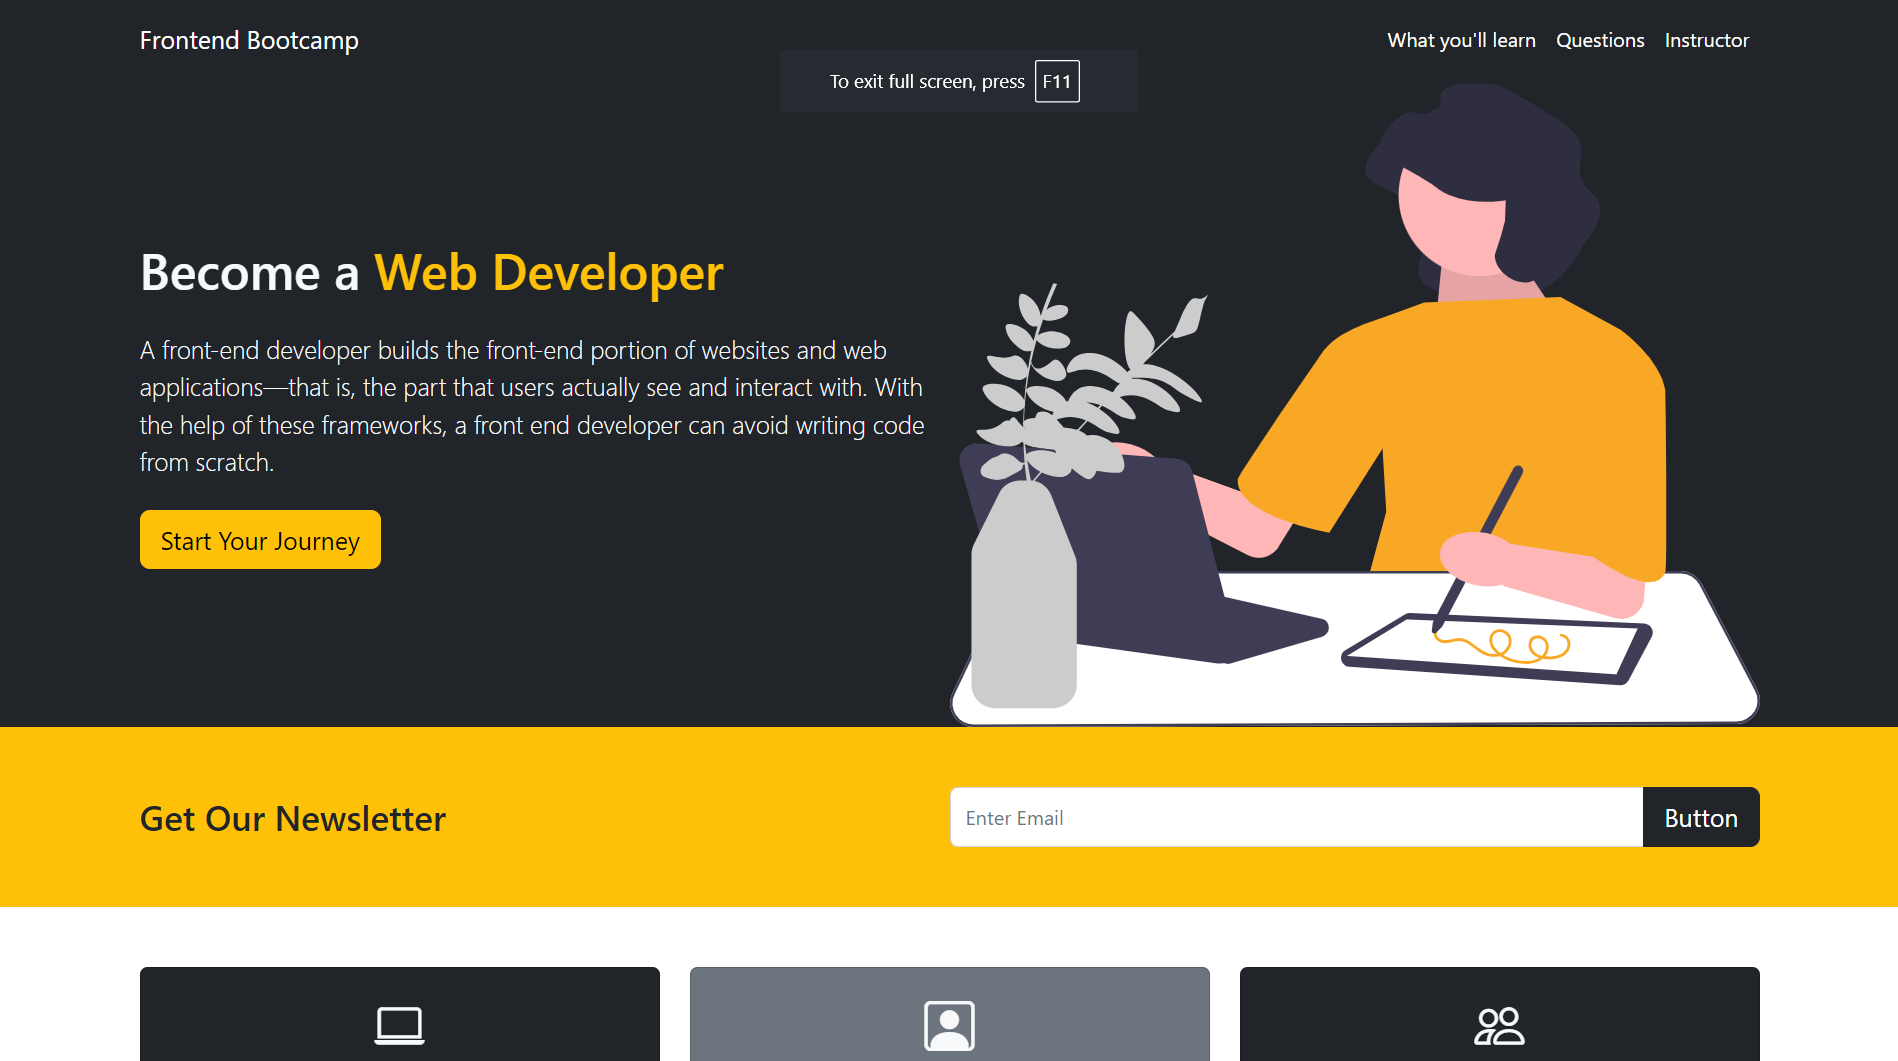 Frontend Bootcamp
What you'll learn Questions Instructor
To exit full screen, press F11
Become a Web Developer
A front-end developer builds the front-end portion of websites and web
applications—that is, the part that users actually see and interact with. With
the help of these frameworks, a front end developer can avoid writing code
from scratch.
Start Your Journey
Get Our Newsletter
Enter Email
Button